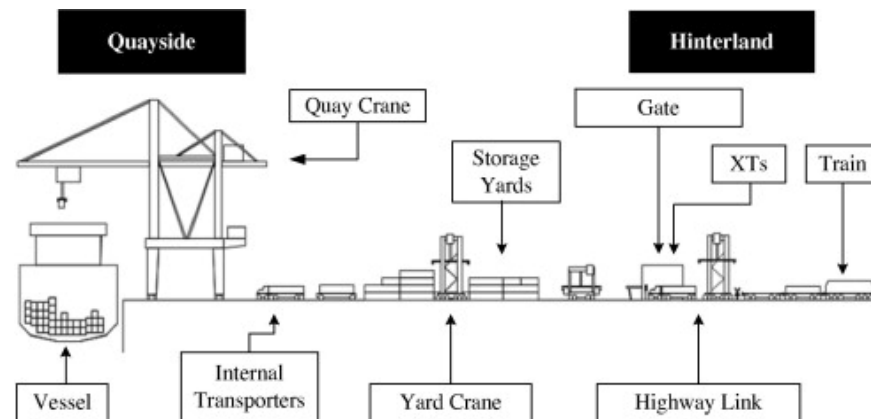 Quayside
Hinterland
Quay Crane
Gate
Storage
Yards
XTs
Train
Vessel
Internal
Transporters
Yard Crane
Highway Link